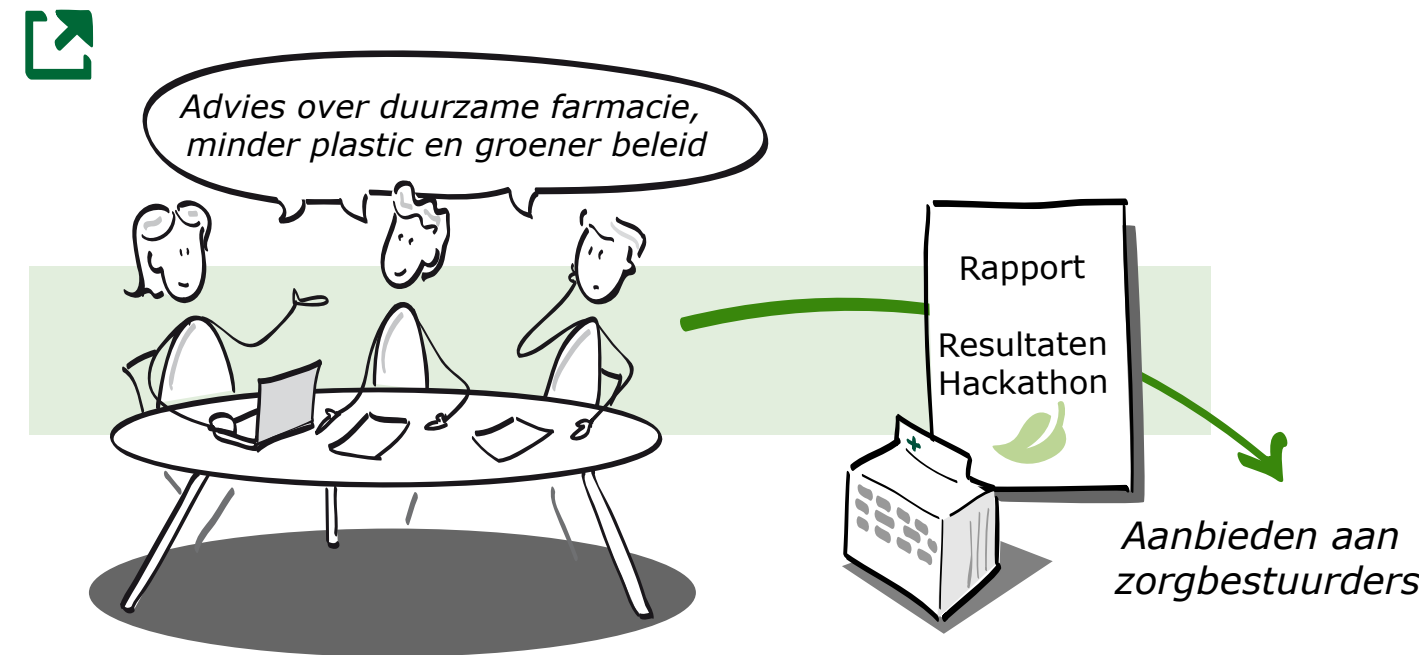 Advies over duurzame farmacie,
minder plastic en groener beleid
Rapport
Resultaten
Hackathon
Aanbieden aan
zorgbestuurders